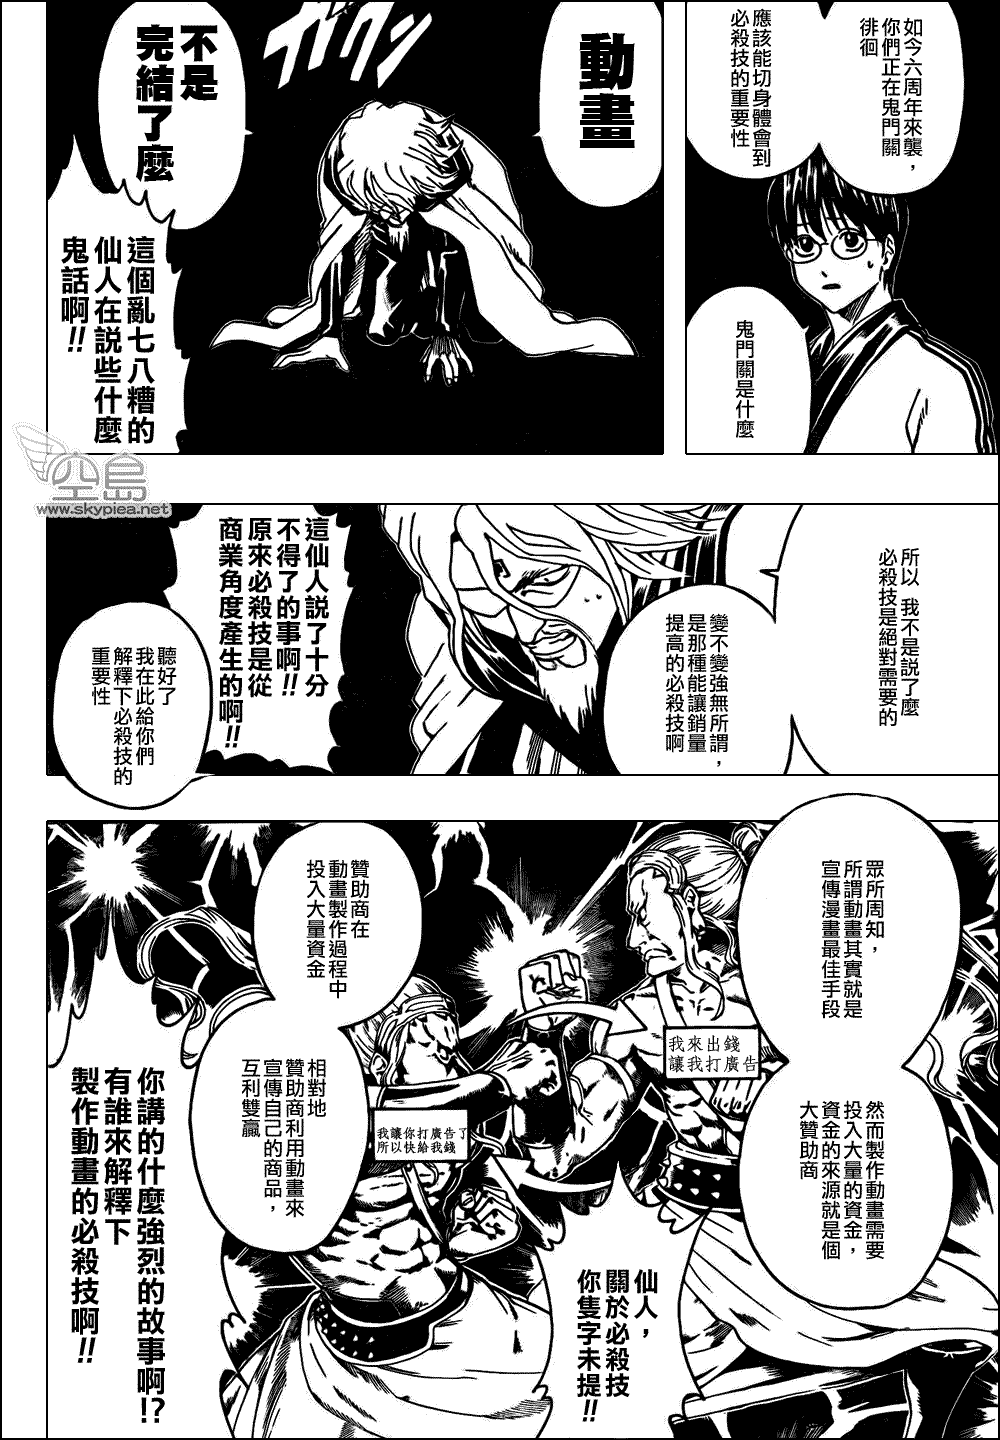 如今六周年來襲，
你們正在鬼門關
徘徊
應該能切身體會到
必殺技的重要性
鬼門關是什麼
動畫
ガクン
不是
完結了麼
這個亂七八糟的
仙人在説些什麼
鬼話啊!!
空島
www.skypiea.net
所以 我不是説了麼
必殺技是絕對需要的
變不變強無所謂，
是那種能讓銷量
提高的必殺技啊
這仙人説了十分
不得了的事啊!!
原來必殺技是從
商業角度產生的啊!!
聽好了
我在此給你們
解釋下必殺技的
重要性
眾所周知，
所謂動畫其實就是
宣傳漫畫最佳手段
然而製作動畫需要
投入大量的資金，
資金的來源就是個
大贊助商
我來出錢
讓我打廣告
贊助商在
動畫製作過程中
投入大量資金
相對地
贊助商利用動畫來
宣傳自己的商品，
互利雙贏
我讓你打廣告了
所以快給我錢
仙人，
關於必殺技
你隻字未提!!
你講的什麼強烈的故事啊!?
有誰來解釋下
製作動畫的必殺技啊!!